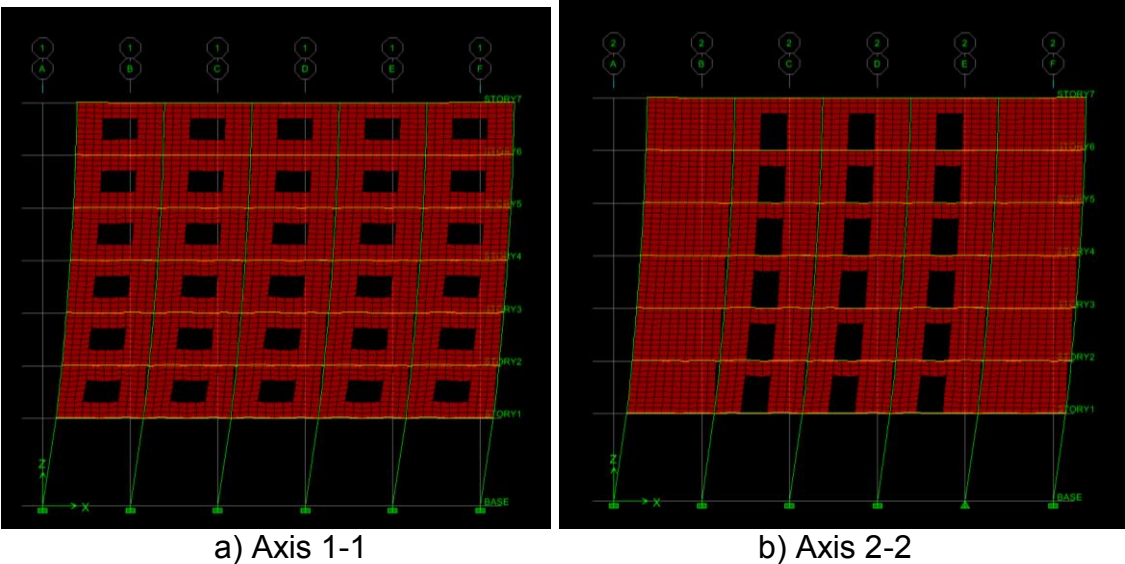 1 1 1 1 1 1
A B C D E F
STORY7
STORY6
STORY5
STORY4
STORY3
STORY2
STORY1
Z
X
BASE
a) Axis 1-1
2 2 2 2 2 2
A B C D E F
STORY7
STORY6
STORY5
STORY4
STORY3
STORY2
STORY1
Z
X
BASE
b) Axis 2-2